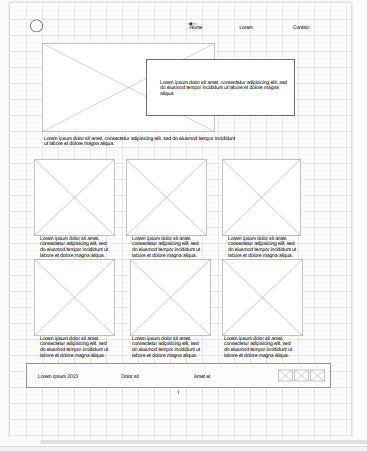 Home Lorem Contact
Lorem ipsum dolor sit amet, consectetur adipisicing elit, sed
do eiusmod tempor incididunt ut labore et dolore magna
aliqua.
Lorem ipsum dolor sit amet, consectetur adipisicing elit, sed do eiusmod tempor incididunt
ut labore et dolore magna aliqua.
Lorem ipsum dolor sit amet,
consectetur adipisicing elit, sed
do eiusmod tempor incididunt ut
labore et dolore magna aliqua.
Lorem ipsum dolor sit amet,
consectetur adipisicing elit, sed
do eiusmod tempor incididunt ut
labore et dolore magna aliqua.
Lorem ipsum dolor sit amet,
consectetur adipisicing elit, sed
do eiusmod tempor incididunt ut
labore et dolore magna aliqua.
Lorem ipsum dolor sit amet,
consectetur adipisicing elit, sed
do eiusmod tempor incididunt ut
labore et dolore magna aliqua.
Lorem ipsum dolor sit amet,
consectetur adipisicing elit, sed
do eiusmod tempor incididunt ut
labore et dolore magna aliqua.
Lorem ipsum dolor sit amet,
consectetur adipisicing elit, sed
do eiusmod tempor incididunt ut
labore et dolore magna aliqua.
Lorem Ipsum 2023 Dolor sit Amet et